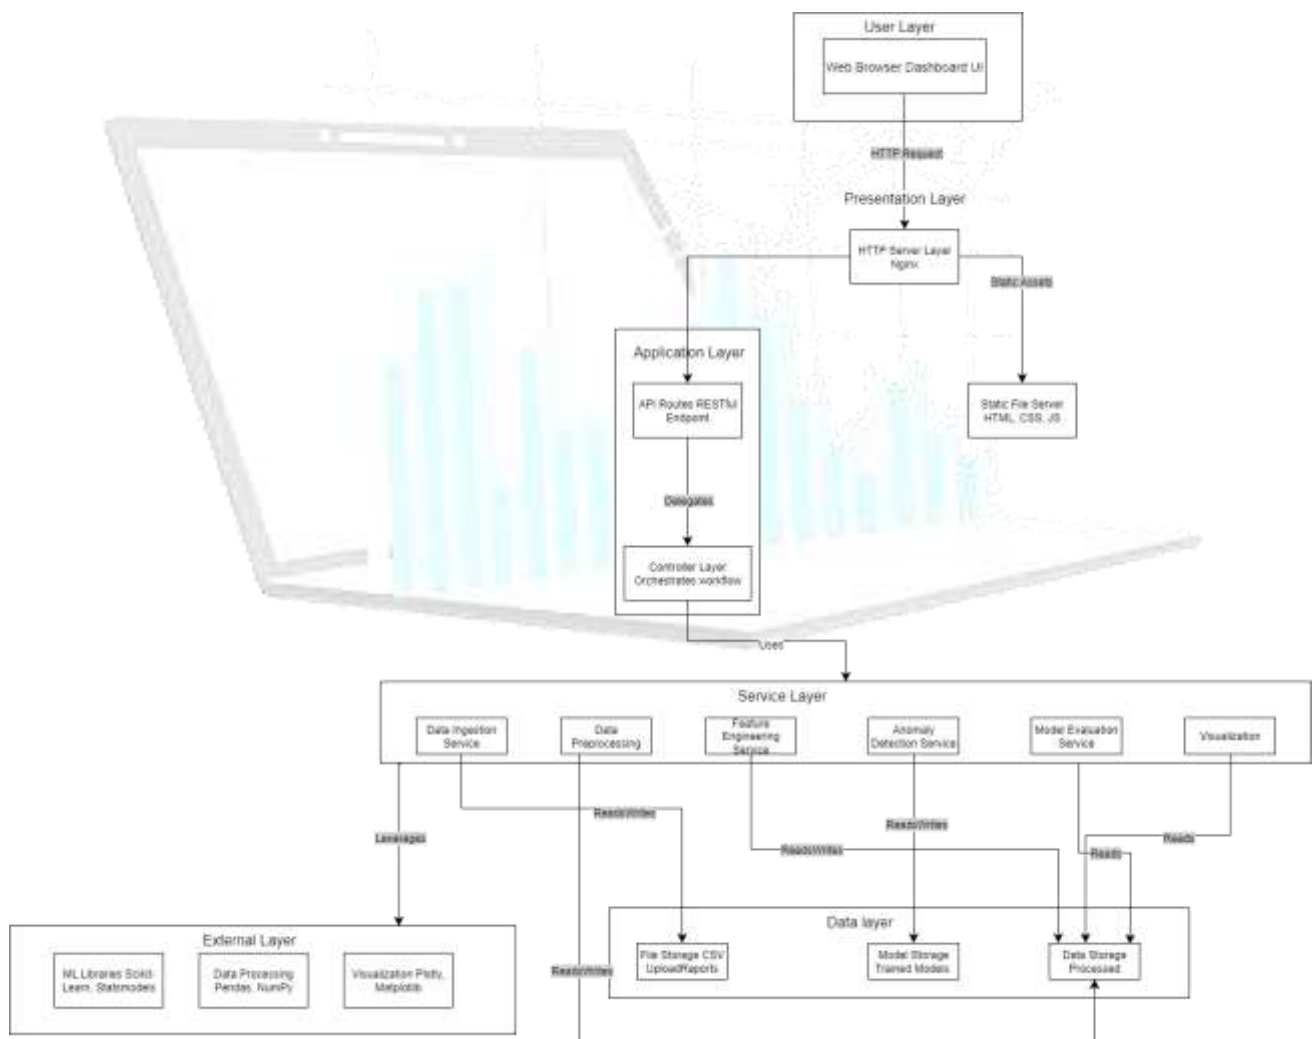 User Layer
Web Browser Dashboard UI
HTTP Request
Presentation Layer
HTTP Server Layer
Nginx
Static Assets
Application Layer
API Routes RESTful
Endpoint
Static File Server
HTML, CSS, JS
Delegates
Controller Layer
Orchestrates workflow
Uses
Service Layer
Data Ingestion
Service
Data
Preprocessing
Feature
Engineering
Service
Anomaly
Detection Service
Model Evaluation
Service
Visualization
Reads\Writes
Reads\Writes
Leverages
Reads\Writes
Reads
Reads
Data layer
External Layer
File Storage CSV
Upload\Reports
Model Storage
Trained Models
Data Storage
Processed
ML Libraries Scikit-
Learn, Statsmodels
Data Processing
Pandas, NumPy
Visualization Plotly,
Matplotlib
Reads\Writes